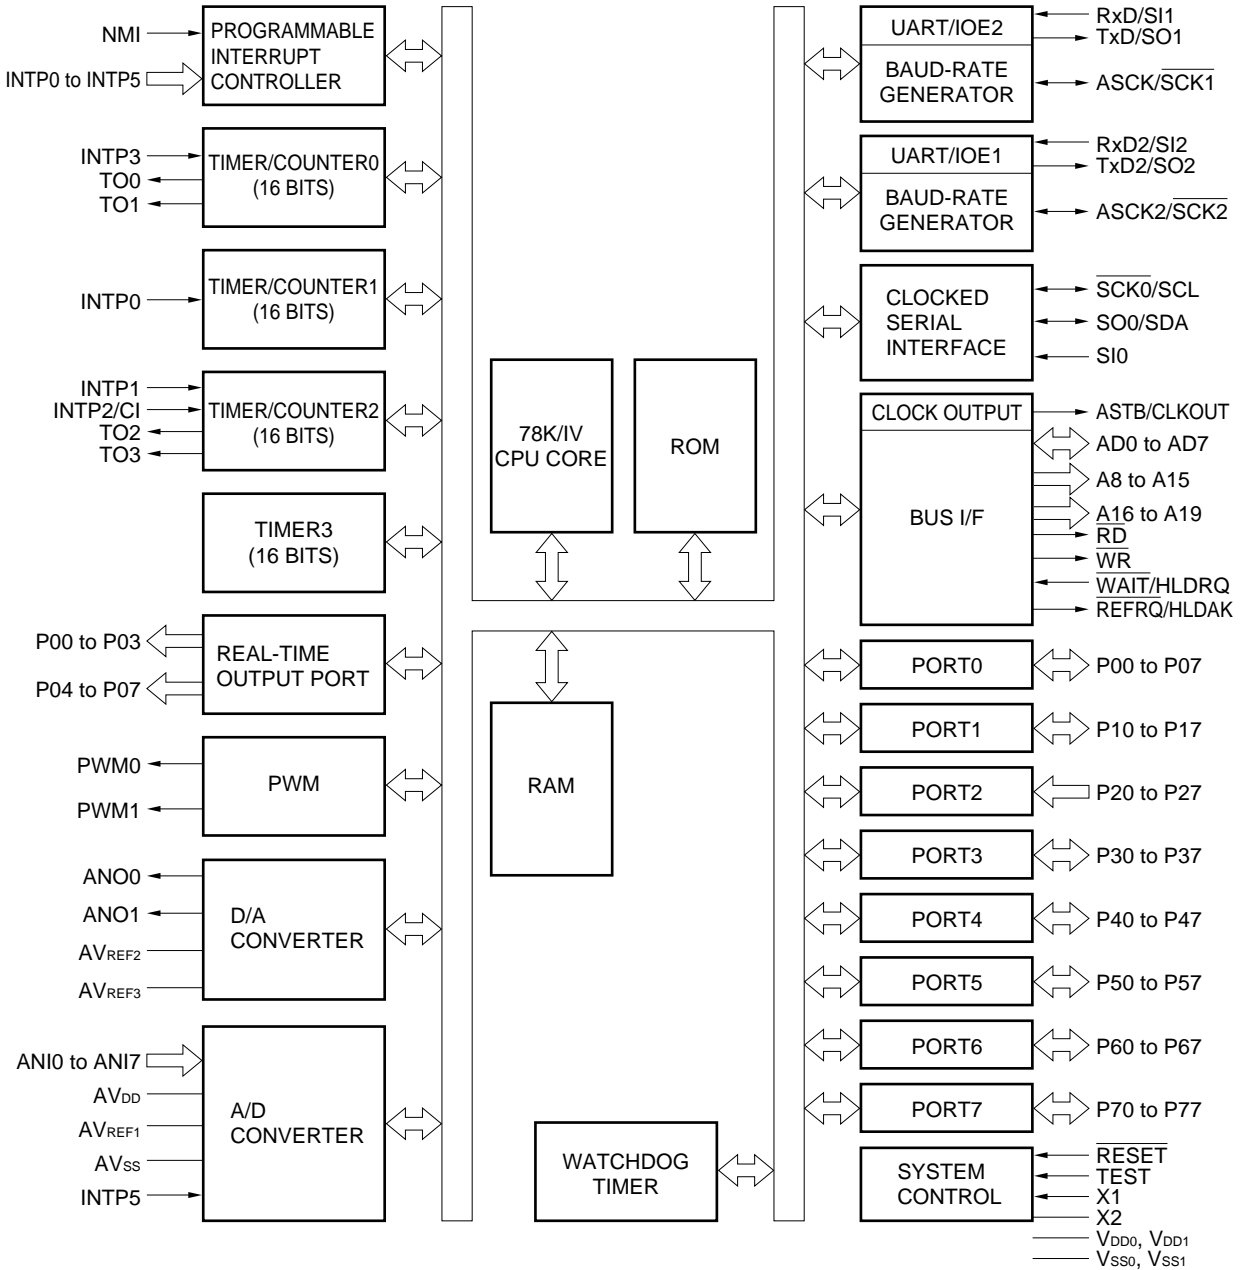 NMI
INTP0 to INTP5
PROGRAMMABLE
INTERRUPT
CONTROLLER
INTP3
TO0
TO1
TIMER/COUNTER0
(16 BITS)
INTP0
TIMER/COUNTER1
(16 BITS)
INTP1
INTP2/CI
TO2
TO3
TIMER/COUNTER2
(16 BITS)
TIMER3
(16 BITS)
P00 to P03
P04 to P07
REAL-TIME
OUTPUT PORT
PWM0
PWM1
PWM
ANO0
ANO1
AVREF2
AVREF3
D/A
CONVERTER
ANI0 to ANI7
AVDD
AVREF1
AVSS
INTP5
A/D
CONVERTER
78K/IV
CPU CORE
ROM
RAM
WATCHDOG
TIMER
UART/IOE2
BAUD-RATE
GENERATOR
RxD/SI1
TxD/SO1
ASCK/SCK1
UART/IOE1
BAUD-RATE
GENERATOR
RxD2/SI2
TxD2/SO2
ASCK2/SCK2
CLOCKED
SERIAL
INTERFACE
SCK0/SCL
SO0/SDA
SI0
CLOCK OUTPUT
BUS I/F
ASTB/CLKOUT
AD0 to AD7
A8 to A15
A16 to A19
RD
WR
WAIT/HLDRQ
REFRQ/HLDAK
PORT0
P00 to P07
PORT1
P10 to P17
PORT2
P20 to P27
PORT3
P30 to P37
PORT4
P40 to P47
PORT5
P50 to P57
PORT6
P60 to P67
PORT7
P70 to P77
SYSTEM
CONTROL
RESET
TEST
X1
X2
VDD0, VDD1
VSS0, VSS1